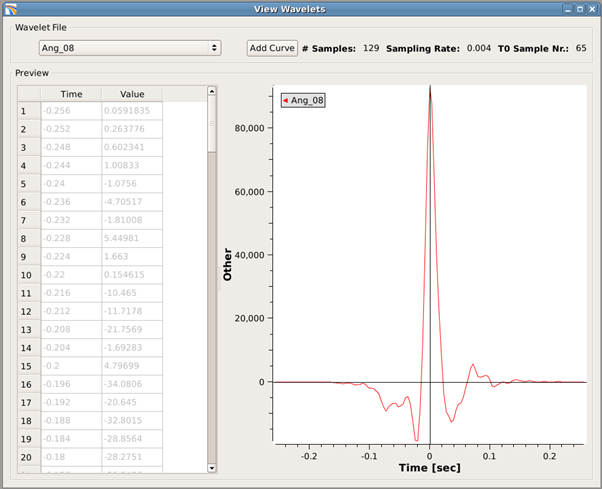 View Wavelets
Wavelet File
Ang_08 Add Curve # Samples: 129 Sampling Rate: 0.004 T0 Sample Nr.: 65
Preview
Time Value
1 -0.256 0.0591835
2 -0.252 0.263776
3 -0.248 0.602341
4 -0.244 1.00833
5 -0.24 -1.0756
6 -0.236 -4.70517
7 -0.232 -1.81008
8 -0.228 5.44981
9 -0.224 1.663
10 -0.22 0.154615
11 -0.216 -10.465
12 -0.212 -11.7178
13 -0.208 -21.7569
14 -0.204 -1.69283
15 -0.2 4.79699
16 -0.196 -34.0806
17 -0.192 -20.645
18 -0.188 -32.8015
19 -0.184 -28.8564
20 -0.18 -28.2751
Ang_08
Other
80,000
60,000
40,000
20,000
0
-0.2 -0.1 0 0.1 0.2
Time [sec]